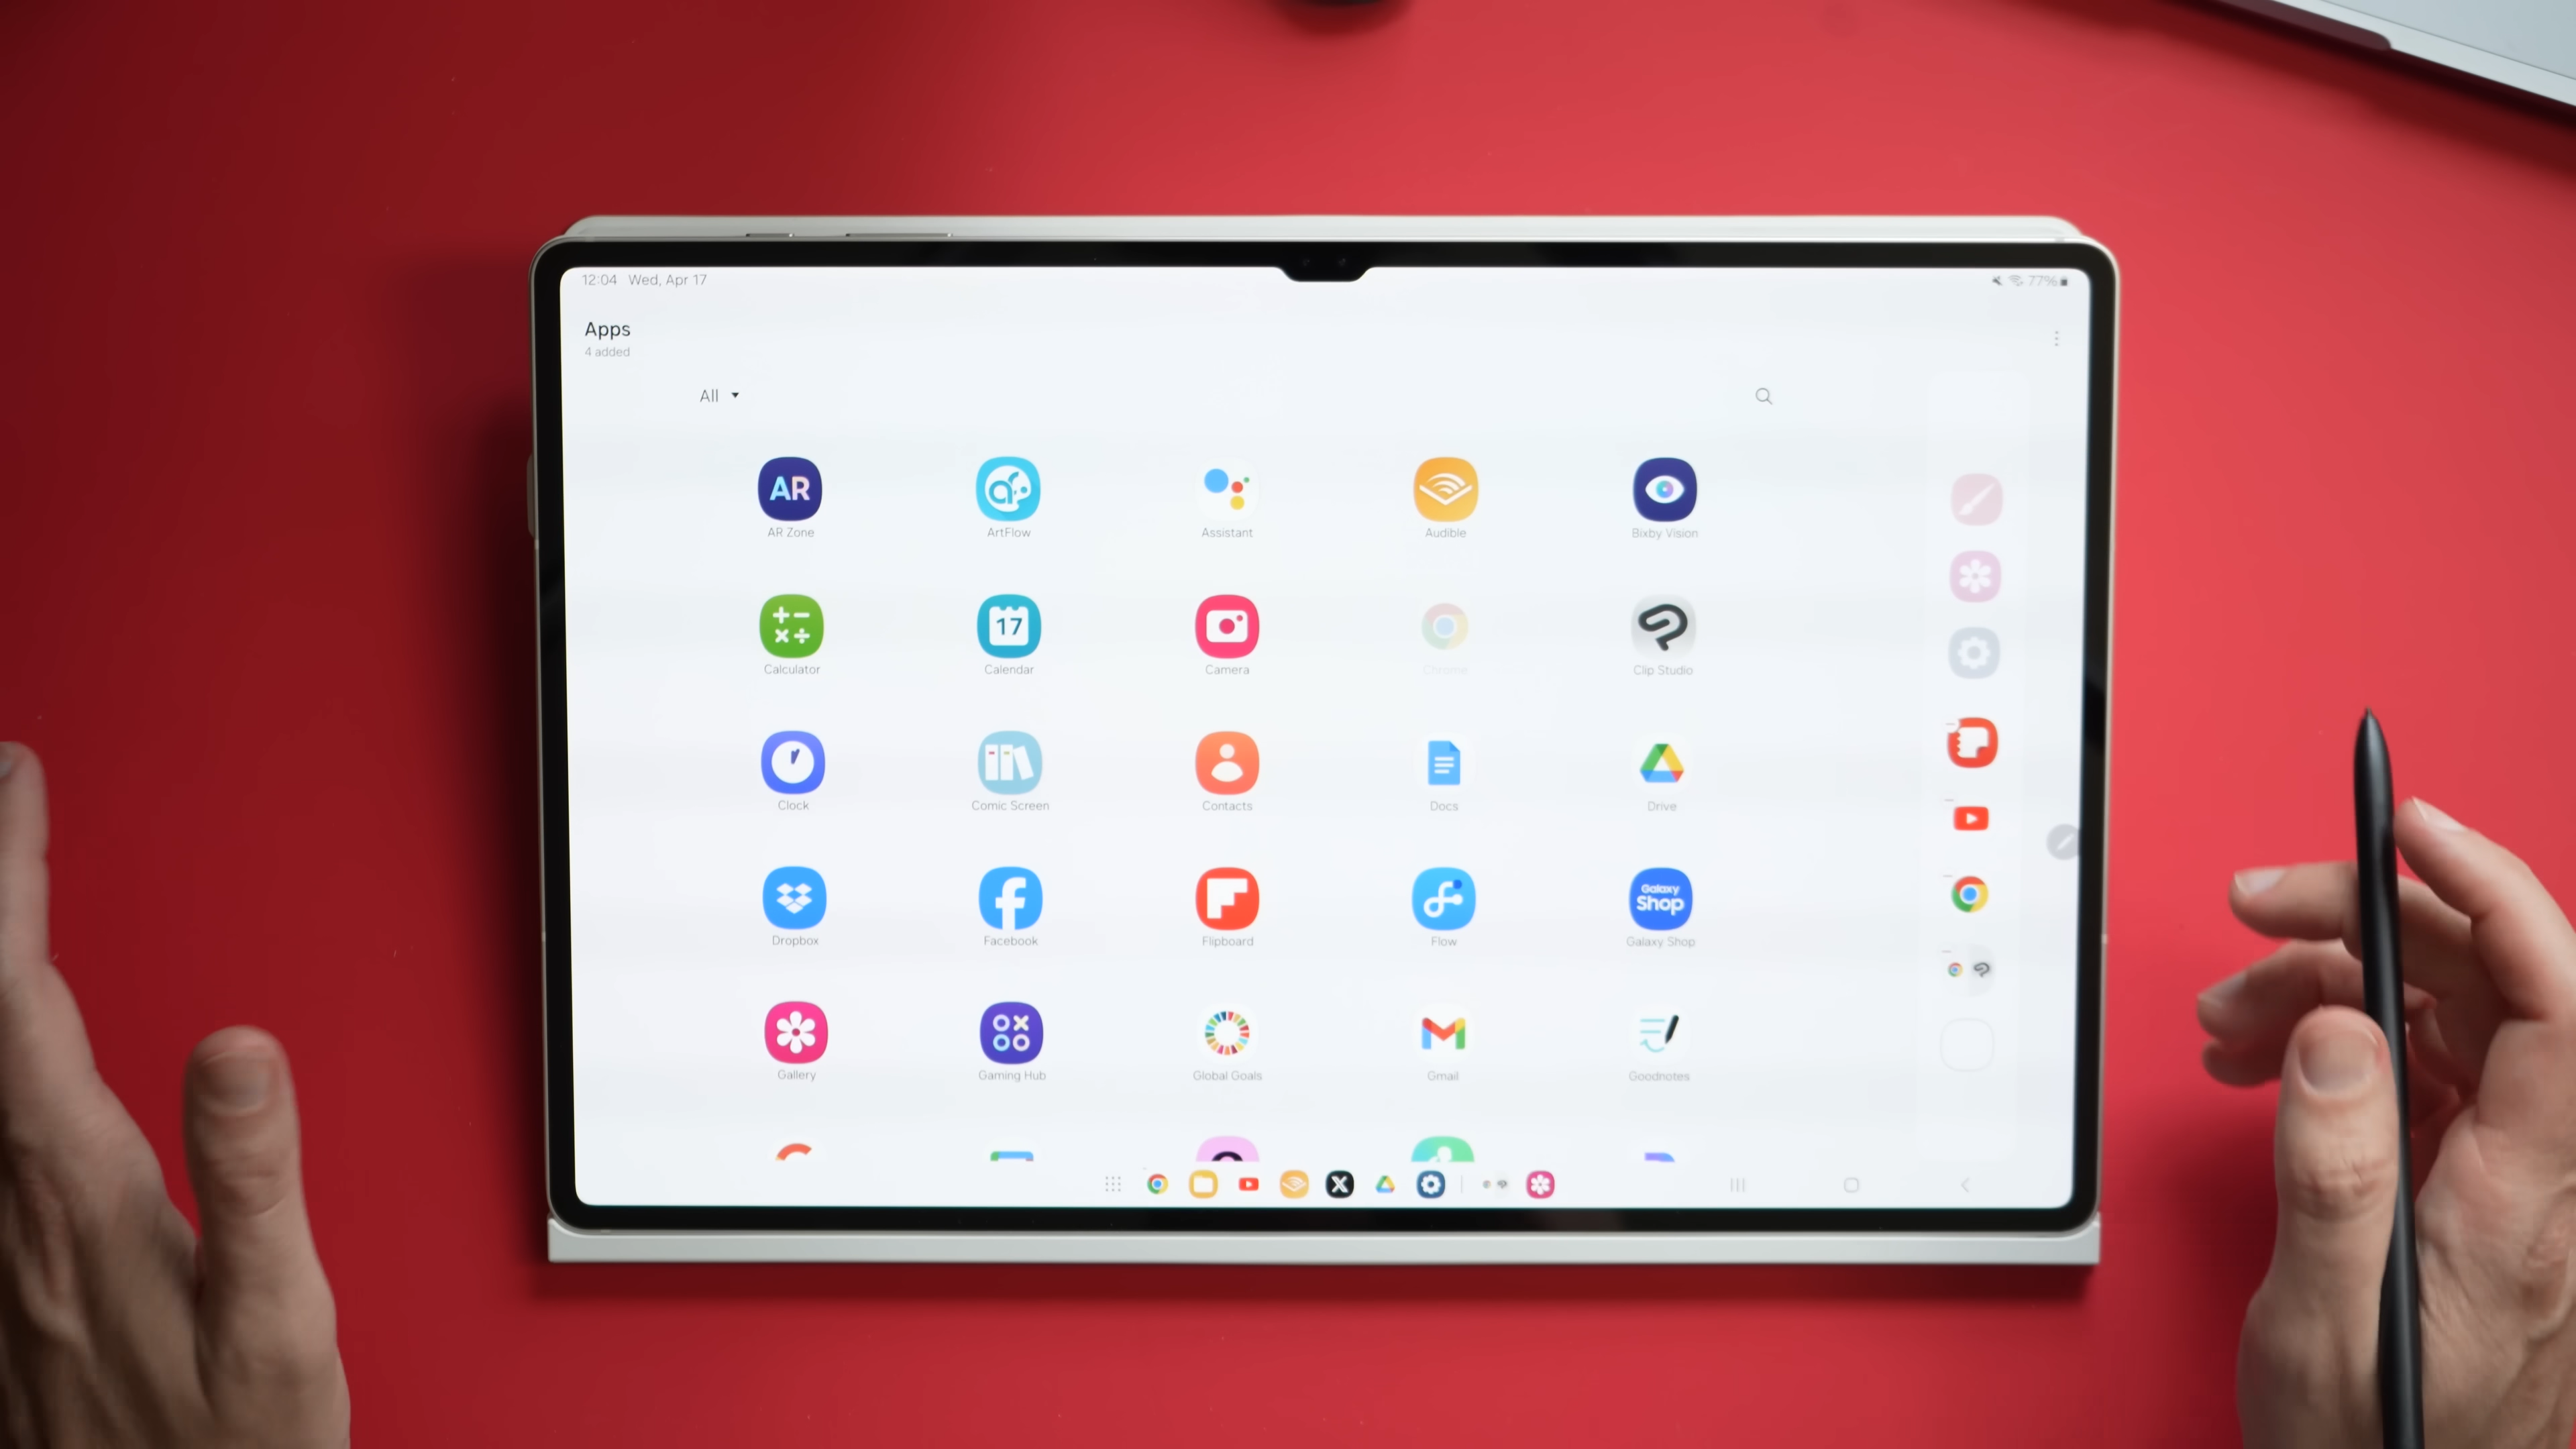 12:04 Wed, Apr 17
77%
Apps
4 added
All
AR
AR Zone
ArtFlow
Assistant
Audible
Bixby Vision
17
Calculator
Calendar
Camera
Chrome
Clip Studio
Clock
Comic Screen
Contacts
Docs
Drive
Galaxy
Shop
Dropbox
Facebook
Flipboard
Flow
Galaxy Shop
Gallery
Gaming Hub
Global Goals
Gmail
Goodnotes